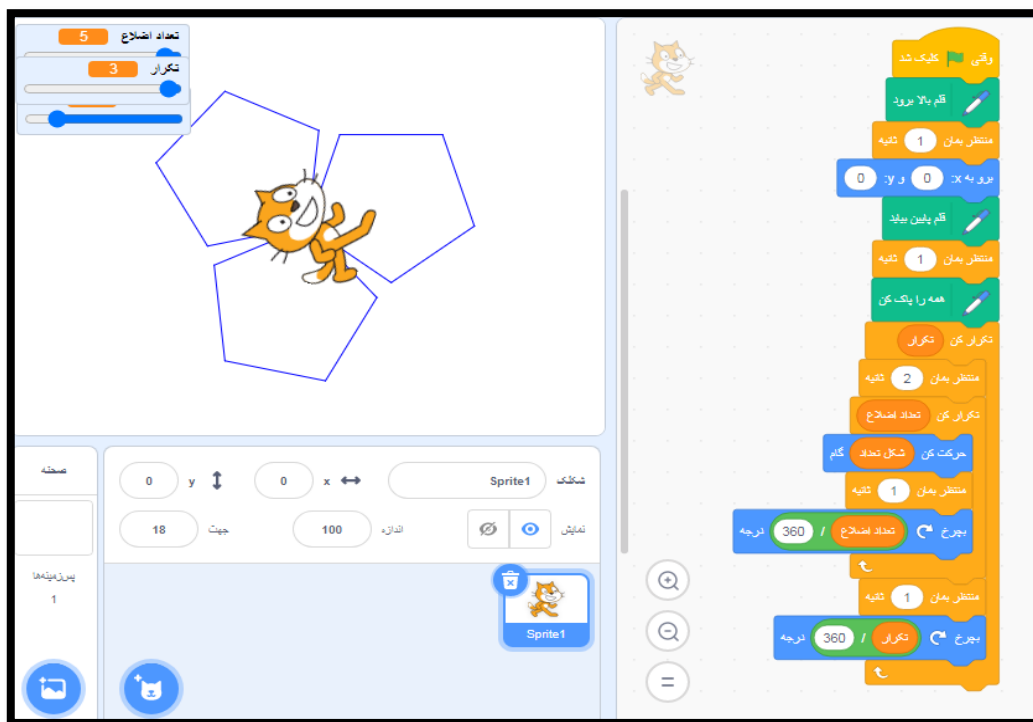 تعداد اضلاع 5
تکرار 3
وقتی کلیک شد
قلم بالا برود
منتظر بمان 1 ثانیه
برو به x: 0 و y: 0
قلم پایین بیاید
منتظر بمان 1 ثانیه
همه را پاک کن
تکرار کن تکرار
منتظر بمان 2 ثانیه
تکرار کن تعداد اضلاع
حرکت کن شکل تعداد گام
منتظر بمان 1 ثانیه
بچرخ تعداد اضلاع / 360 درجه
منتظر بمان 1 ثانیه
بچرخ تکرار / 360 درجه
شکلک Sprite1 x 0 y 0
نمایش اندازه 100 جهت 18
Sprite1
صحنه
پس‌زمینه‌ها
1